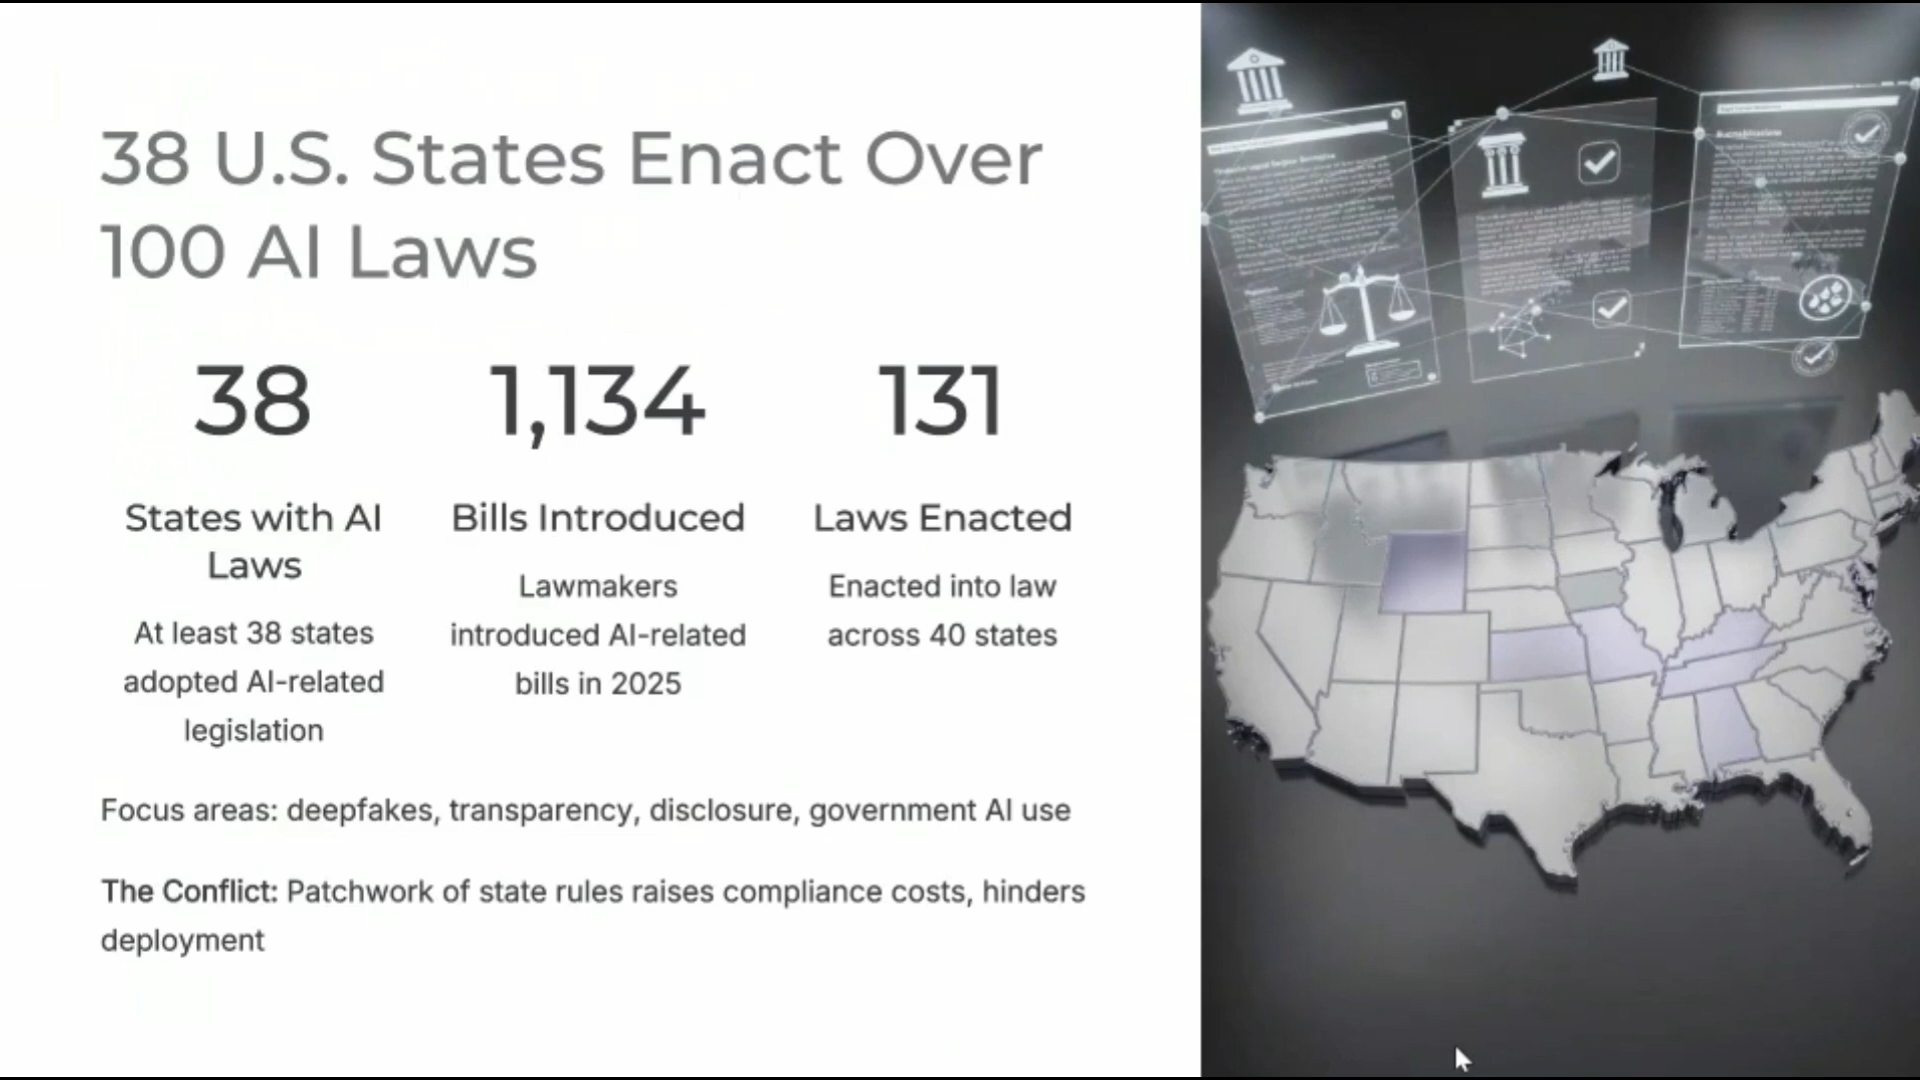 38 U.S. States Enact Over
100 AI Laws
38
States with AI
Laws
At least 38 states
adopted AI-related
legislation
1,134
Bills Introduced
Lawmakers
introduced AI-related
bills in 2025
131
Laws Enacted
Enacted into law
across 40 states
Focus areas: deepfakes, transparency, disclosure, government AI use
The Conflict: Patchwork of state rules raises compliance costs, hinders
deployment